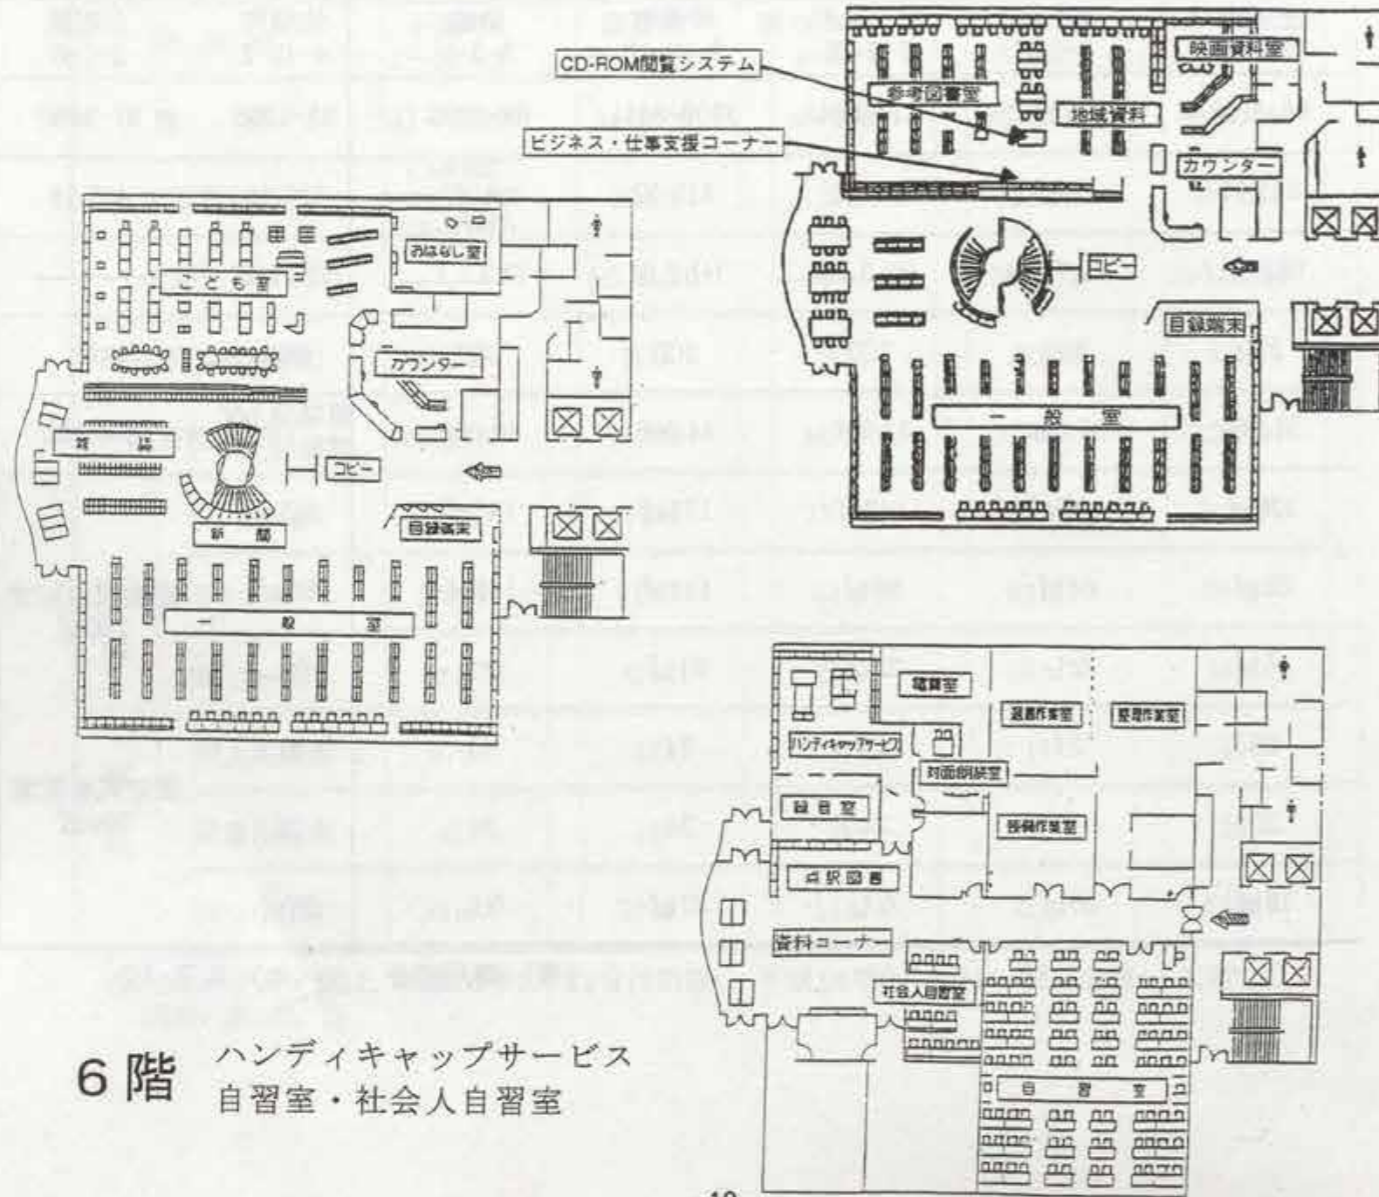 CD-ROM閲覧システム
ビジネス・仕事支援コーナー
参考図書室
地域資料
映画資料室
カウンター
コピー
目録端末
一般室
おはなし室
こども室
カウンター
雑誌
コピー
新聞
目録端末
一般室
鑑賞室
選書作業室
整理作業室
ハンディキャップサービス
対面朗読室
録音室
装備作業室
点訳図書
資料コーナー
社会人自習室
自習室
6階
ハンディキャップサービス
自習室・社会人自習室